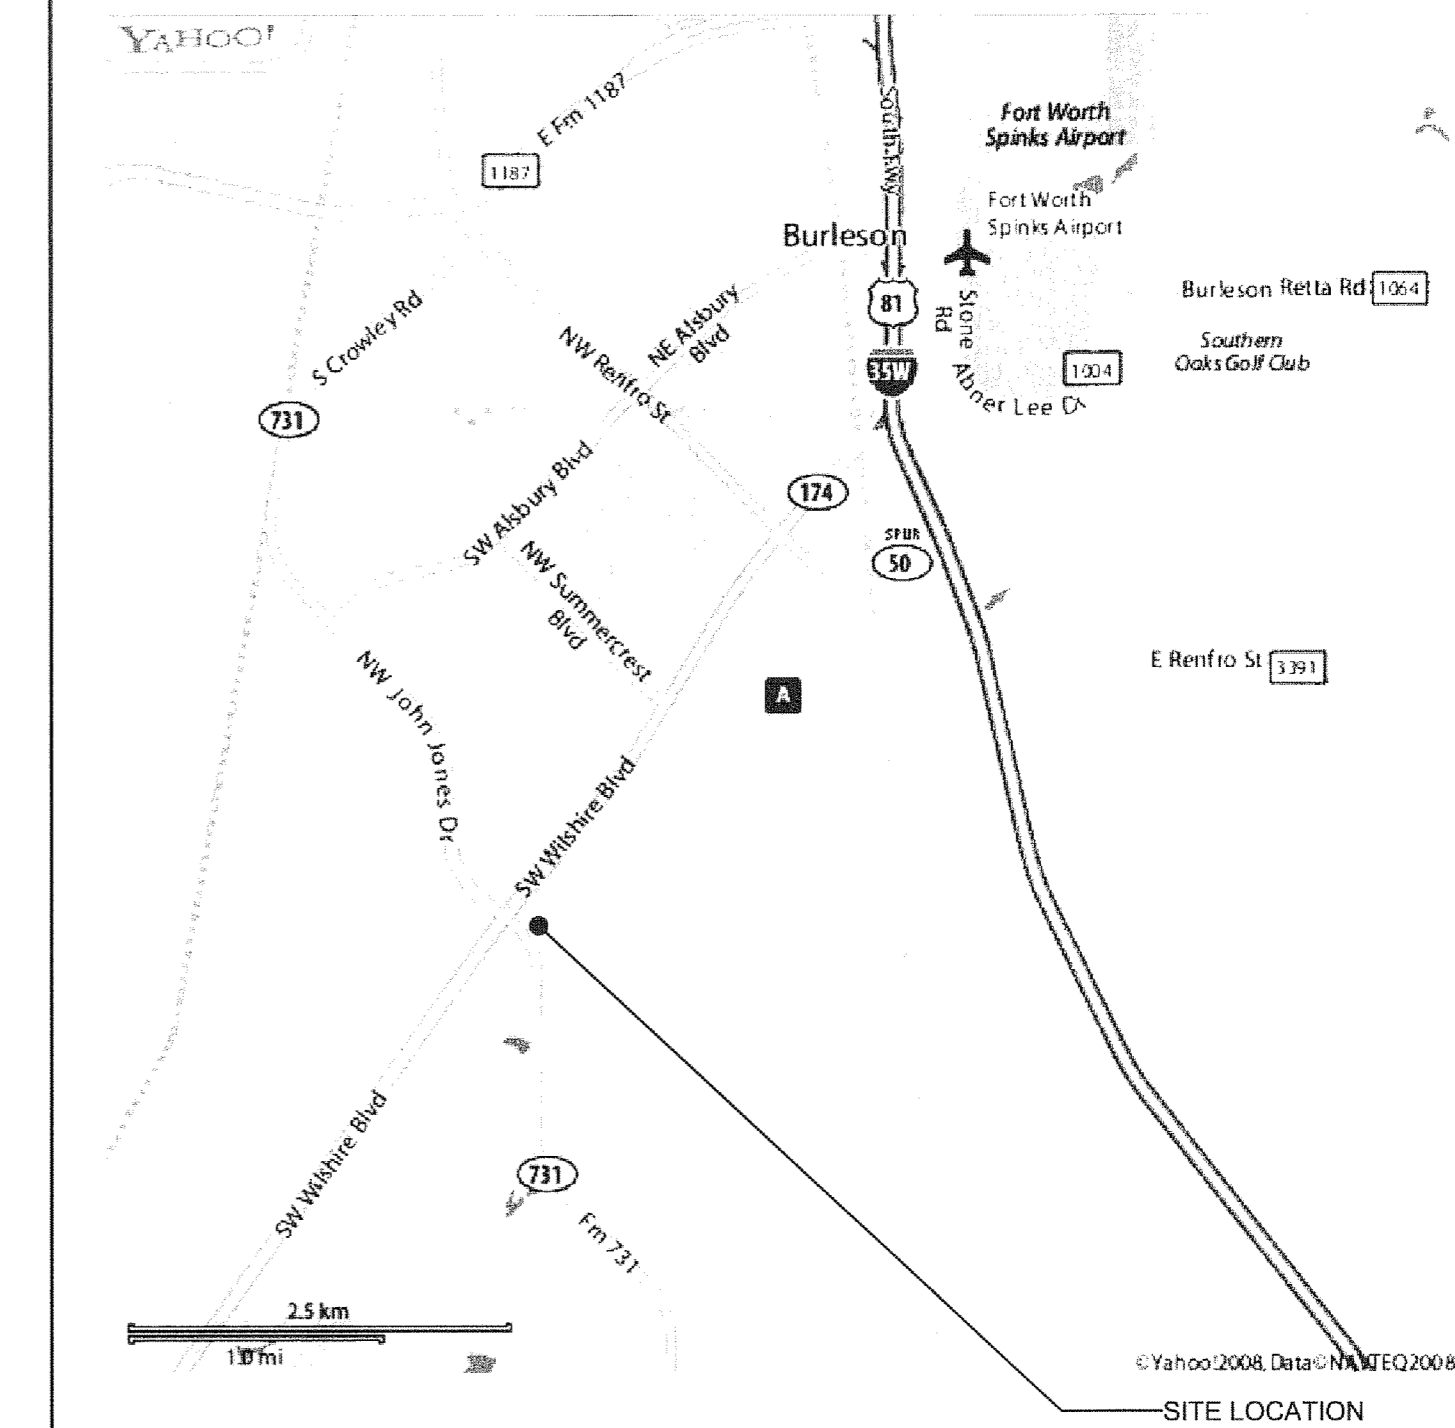 YAHOO!
E Fm 1187
1187
South Fwy
Fort Worth
Spinks Airport
Fort Worth
Spinks Airport
Burleson
81
35W
Stone
Rd
Abner Lee Dr
Burleson Retta Rd
1064
Southern
Oaks Golf Club
S Crowley Rd
731
NW Renfro St
NE Alsbury
Blvd
SW Alsbury Blvd
174
SPUR
50
NW Summercrest
Blvd
E Renfro St
3391
A
NW John Jones Dr
SW Wilshire Blvd
SW Wilshire Blvd
731
Fm 731
2.5 km
1.0 mi
©Yahoo!2008, Data©NAVTEQ2008
SITE LOCATION